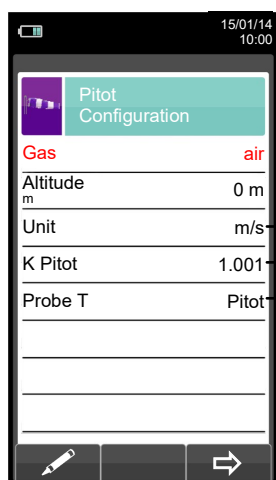 15/01/14
10:00
Pitot
Configuration
Gas air
Altitude 0 m
m
Unit m/s
K Pitot 1.001
Probe T Pitot